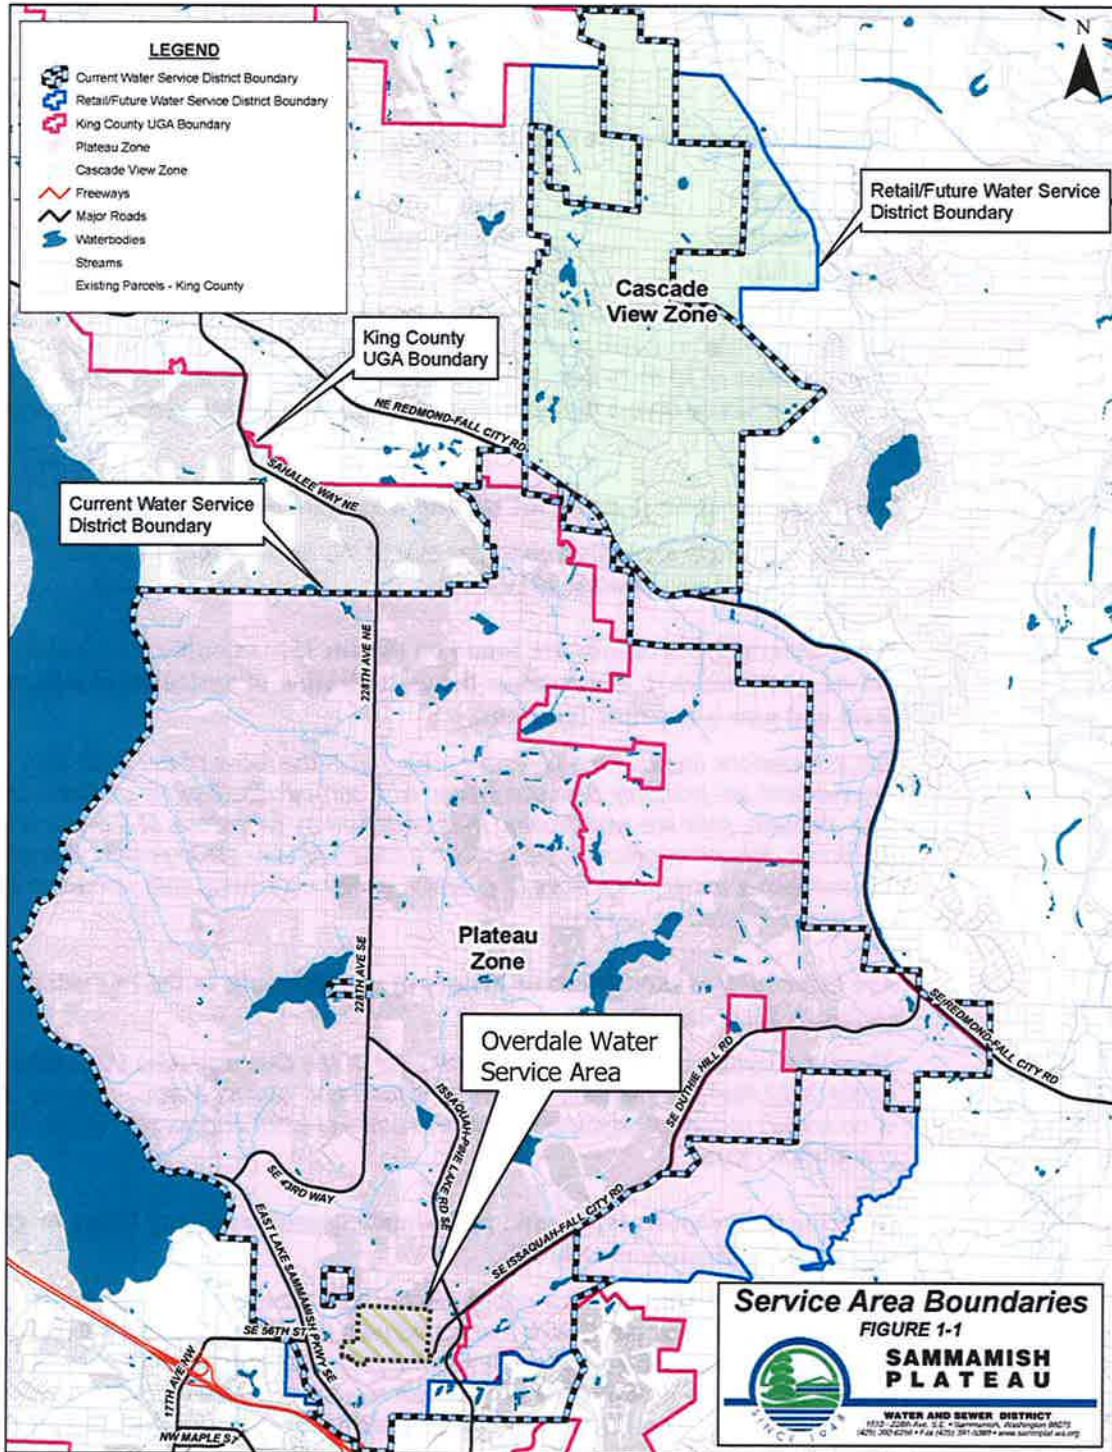 N
LEGEND
Current Water Service District Boundary
Retail/Future Water Service District Boundary
King County UGA Boundary
Plateau Zone
Cascade View Zone
Freeways
Major Roads
Waterbodies
Streams
Existing Parcels - King County
Retail/Future Water Service
District Boundary
Cascade
View Zone
King County
UGA Boundary
NE REDMOND-FALL CITY RD
SAHALEE WAY NE
Current Water Service
District Boundary
228TH AVE NE
Plateau
Zone
228TH AVE SE
SE REDMOND-FALL CITY RD
Overdale Water
Service Area
SE DUTHIE HILL RD
ISSAQUAH-PINE LAKE RD SE
SE 43RD WAY
SE ISSAQUAH-FALL CITY RD
EAST LAKE SAMMAMISH PKWY SE
SE 56TH ST
17TH AVE NW
NW MAPLE ST
Service Area Boundaries
FIGURE 1-1
SAMMAMISH
PLATEAU
SINCE 1948
WATER AND SEWER DISTRICT